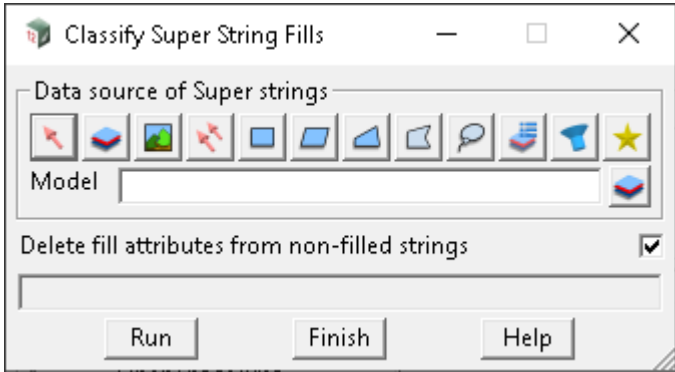 Classify Super String Fills
Data source of Super strings
Model
Delete fill attributes from non-filled strings
Run Finish Help